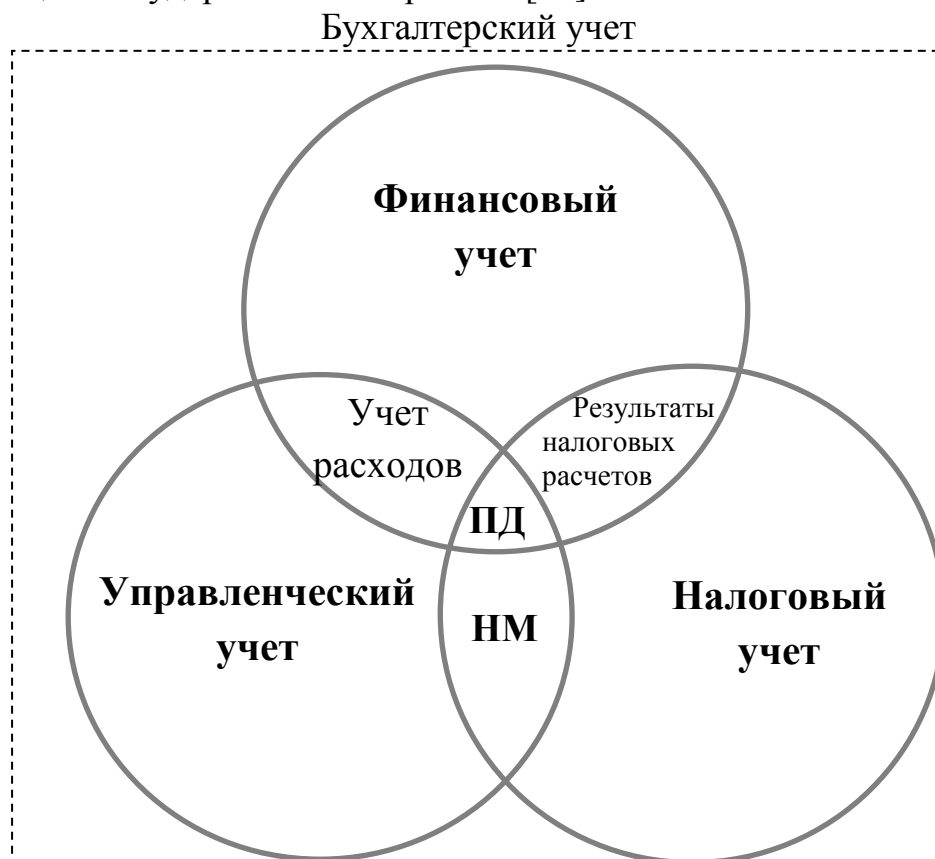 Бухгалтерский учет
Финансовый
учет
Учет
расходов
Результаты
налоговых
расчетов
ПД
Управленческий
учет
НМ
Налоговый
учет